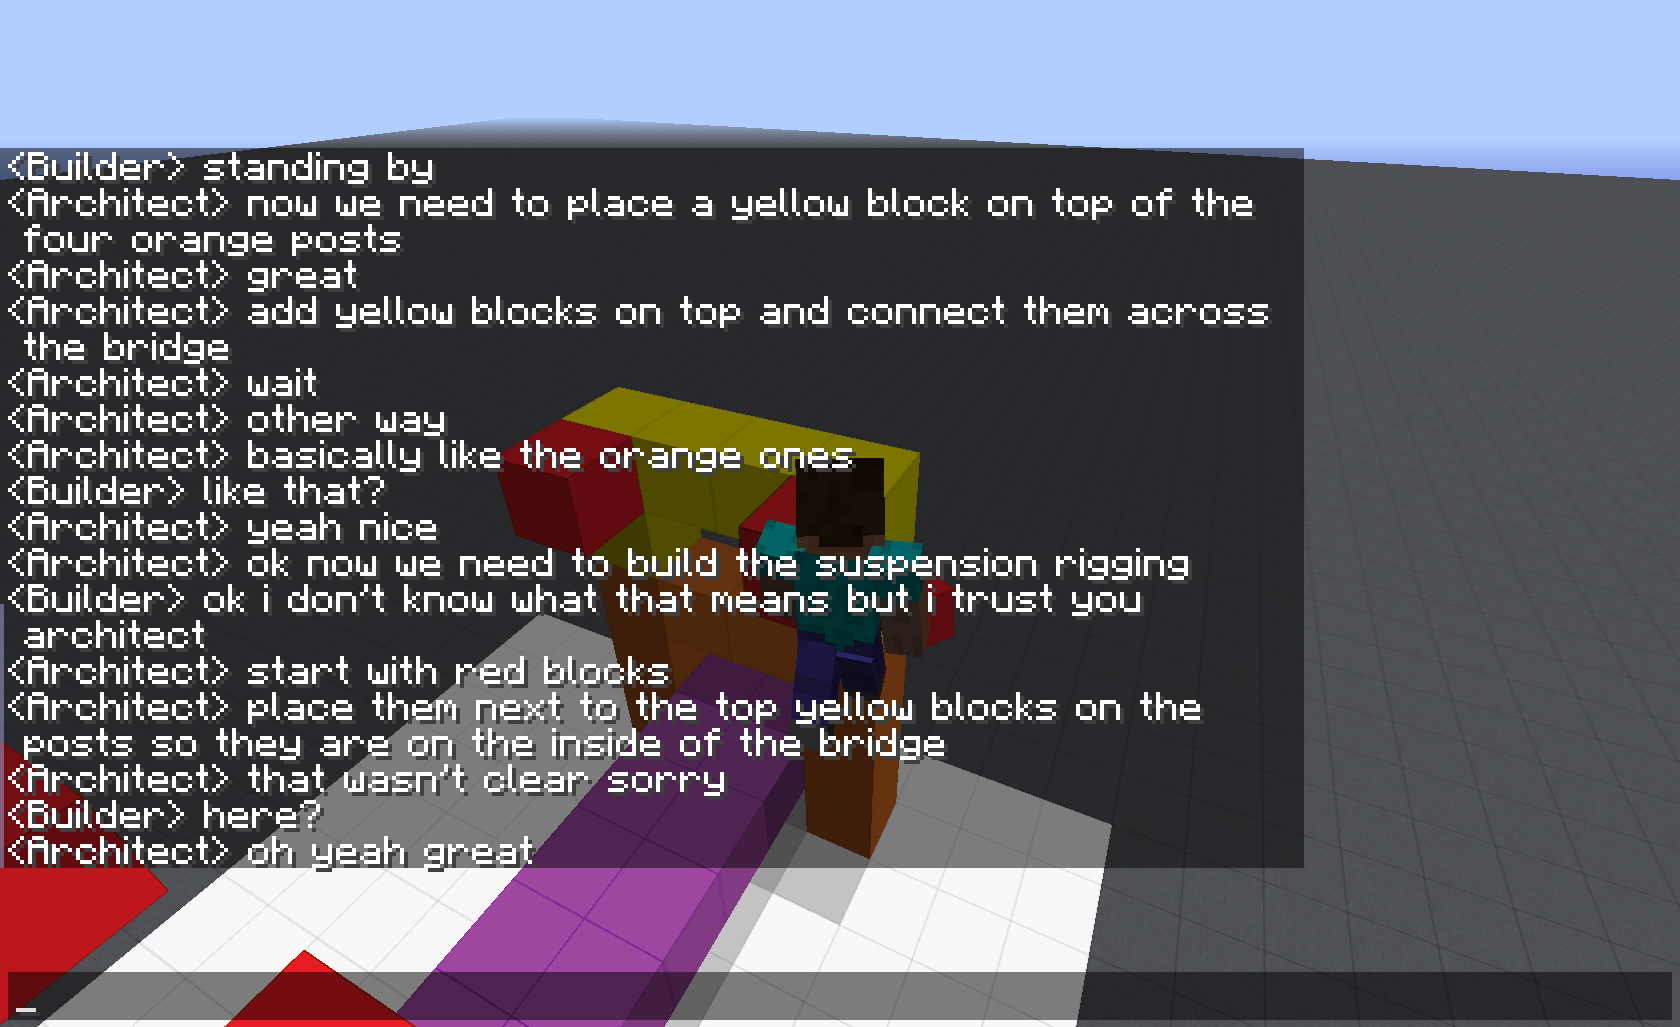 <Builder> standing by
<Architect> now we need to place a yellow block on top of the
four orange posts
<Architect> great
<Architect> add yellow blocks on top and connect them across
the bridge
<Architect> wait
<Architect> other way
<Architect> basically like the orange ones
<Builder> like that?
<Architect> yeah nice
<Architect> ok now we need to build the suspension rigging
<Builder> ok i don't know what that means but i trust you
architect
<Architect> start with red blocks
<Architect> place them next to the top yellow blocks on the
posts so they are on the inside of the bridge
<Architect> that wasn't clear sorry
<Builder> here?
<Architect> oh yeah great
_